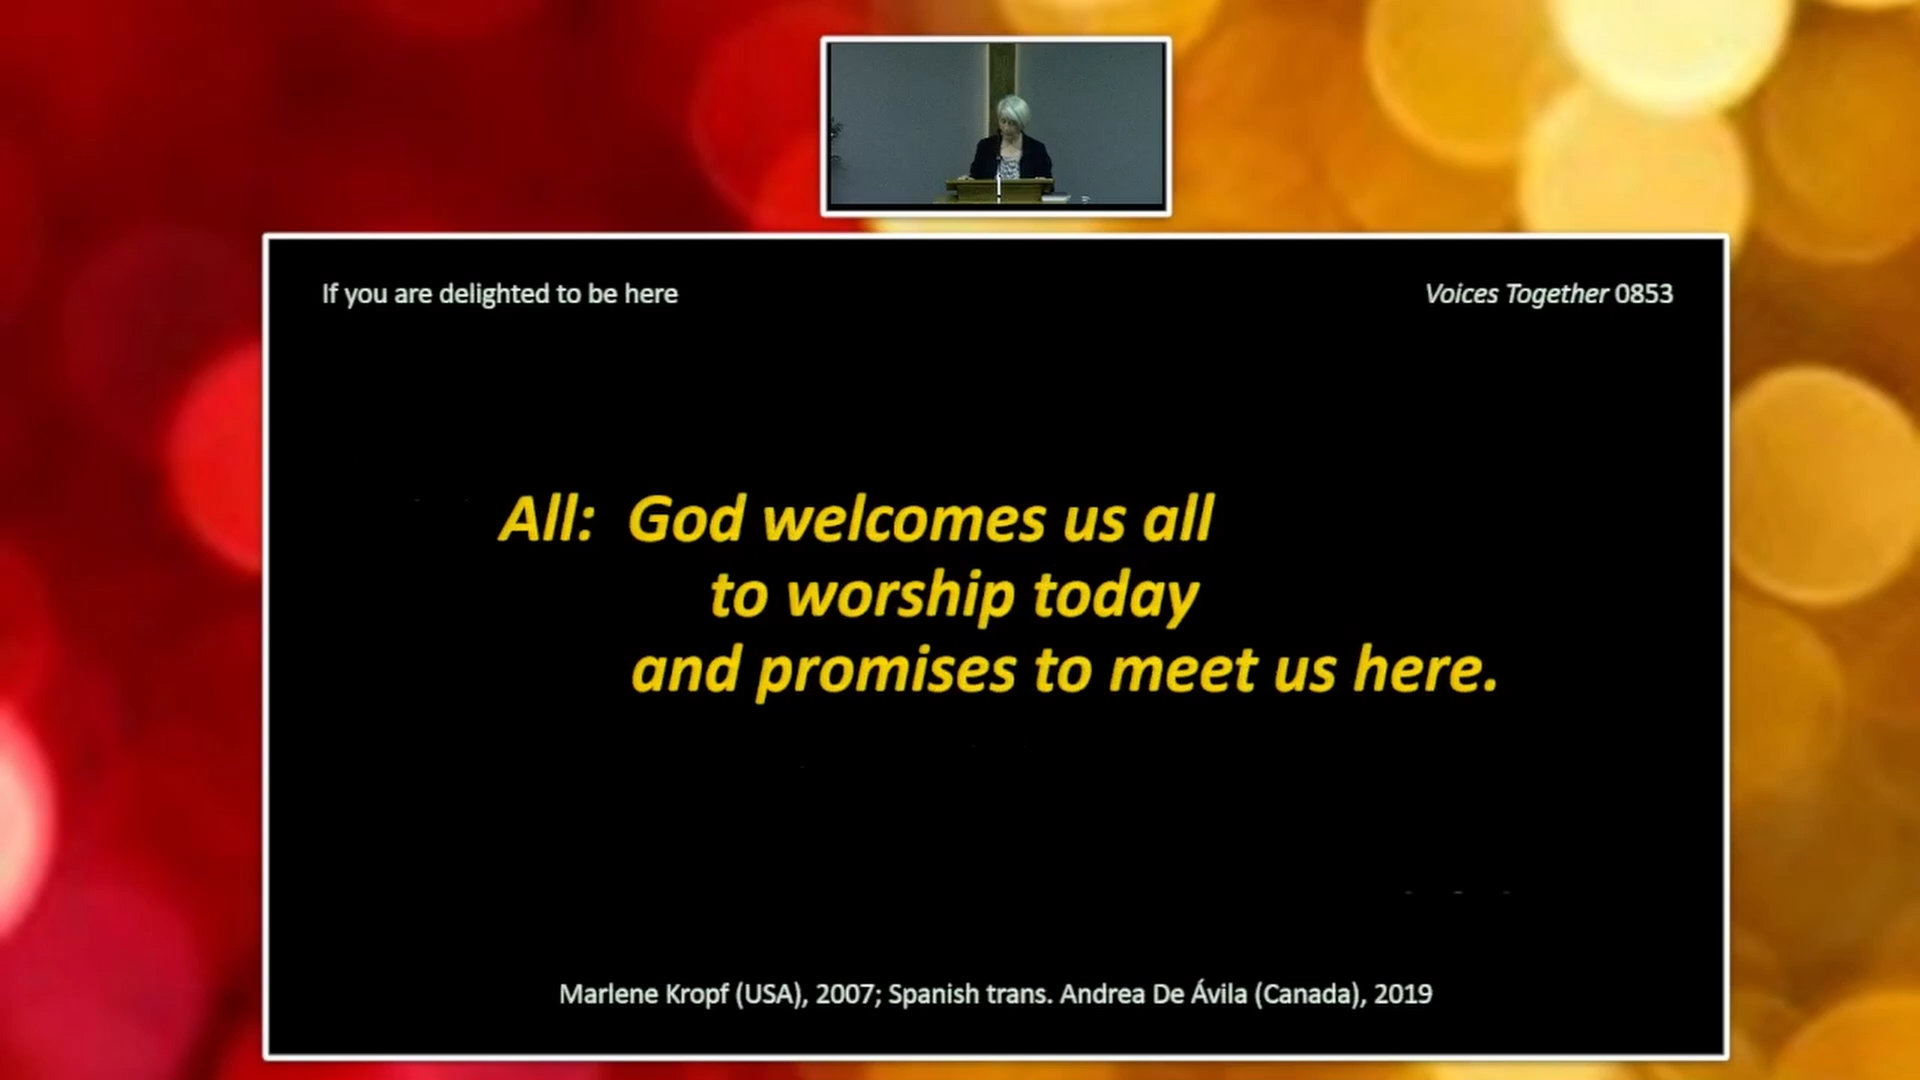 If you are delighted to be here
Voices Together 0853
All: God welcomes us all
to worship today
and promises to meet us here.
Marlene Kropf (USA), 2007; Spanish trans. Andrea De Ávila (Canada), 2019